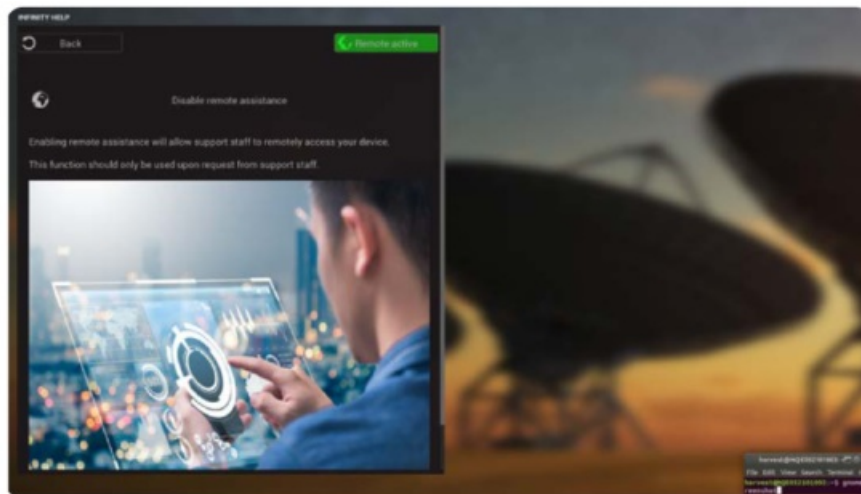 INFINITY HELP
Back
Remote active
Disable remote assistance
Enabling remote assistance will allow support staff to remotely access your device.
This function should only be used upon request from support staff.
File Edit View Search Terminal